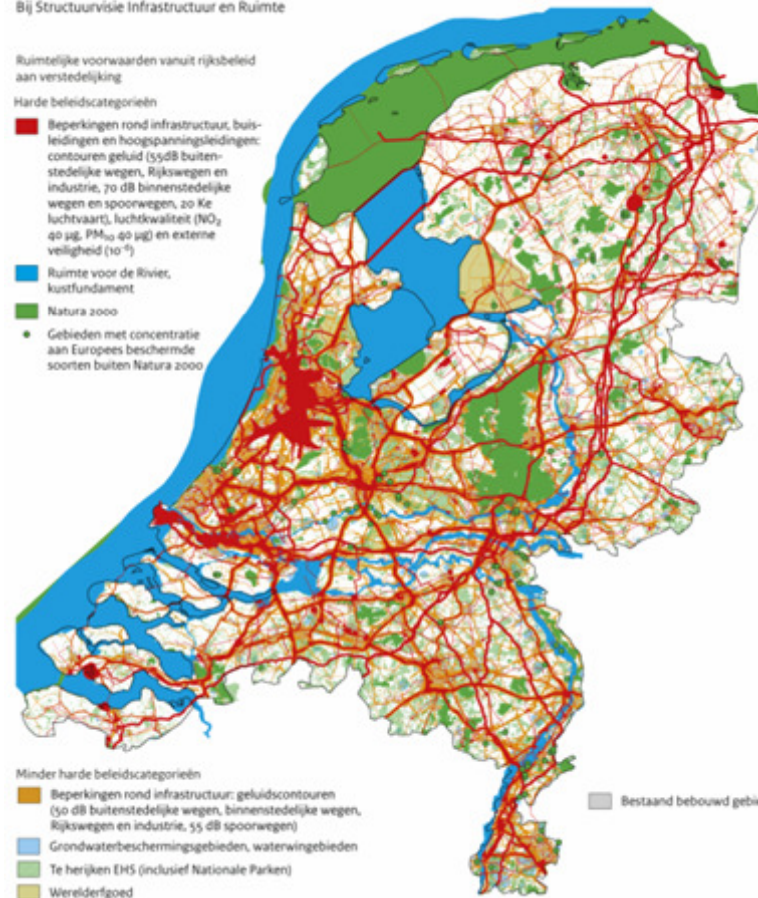 Bij Structuurvisie Infrastructuur en Ruimte
Ruimtelijke voorwaarden vanuit rijksbeleid
aan verstedelijking
Harde beleidscategorieën
Beperkingen rond infrastructuur, buis-
leidingen en hoogspanningsleidingen:
contouren geluid (55dB buiten-
stedelijke wegen, Rijkswegen en
industrie, 70 dB binnenstedelijke
wegen en spoorwegen, 20 Ke
luchtvaart), luchtkwaliteit (NO₂
40 µg, PM₁₀ 40 µg) en externe
veiligheid (10⁻⁶)
Ruimte voor de Rivier,
kustfundament
Natura 2000
Gebieden met concentratie
aan Europees beschermde
soorten buiten Natura 2000
Minder harde beleidscategorieën
Beperkingen rond infrastructuur: geluidscontouren
(50 dB buitenstedelijke wegen, binnenstedelijke wegen,
Rijkswegen en industrie, 55 dB spoorwegen)
Bestaand bebouwd gebie
Grondwaterbeschermingsgebieden, waterwingebieden
Te herijken EHS (inclusief Nationale Parken)
Werelderfgoed